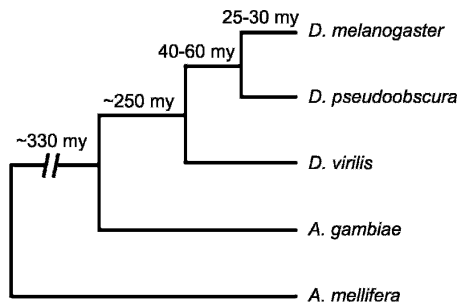 25-30 my
D. melanogaster
40-60 my
D. pseudoobscura
~250 my
~330 my
D. virilis
A. gambiae
A. mellifera